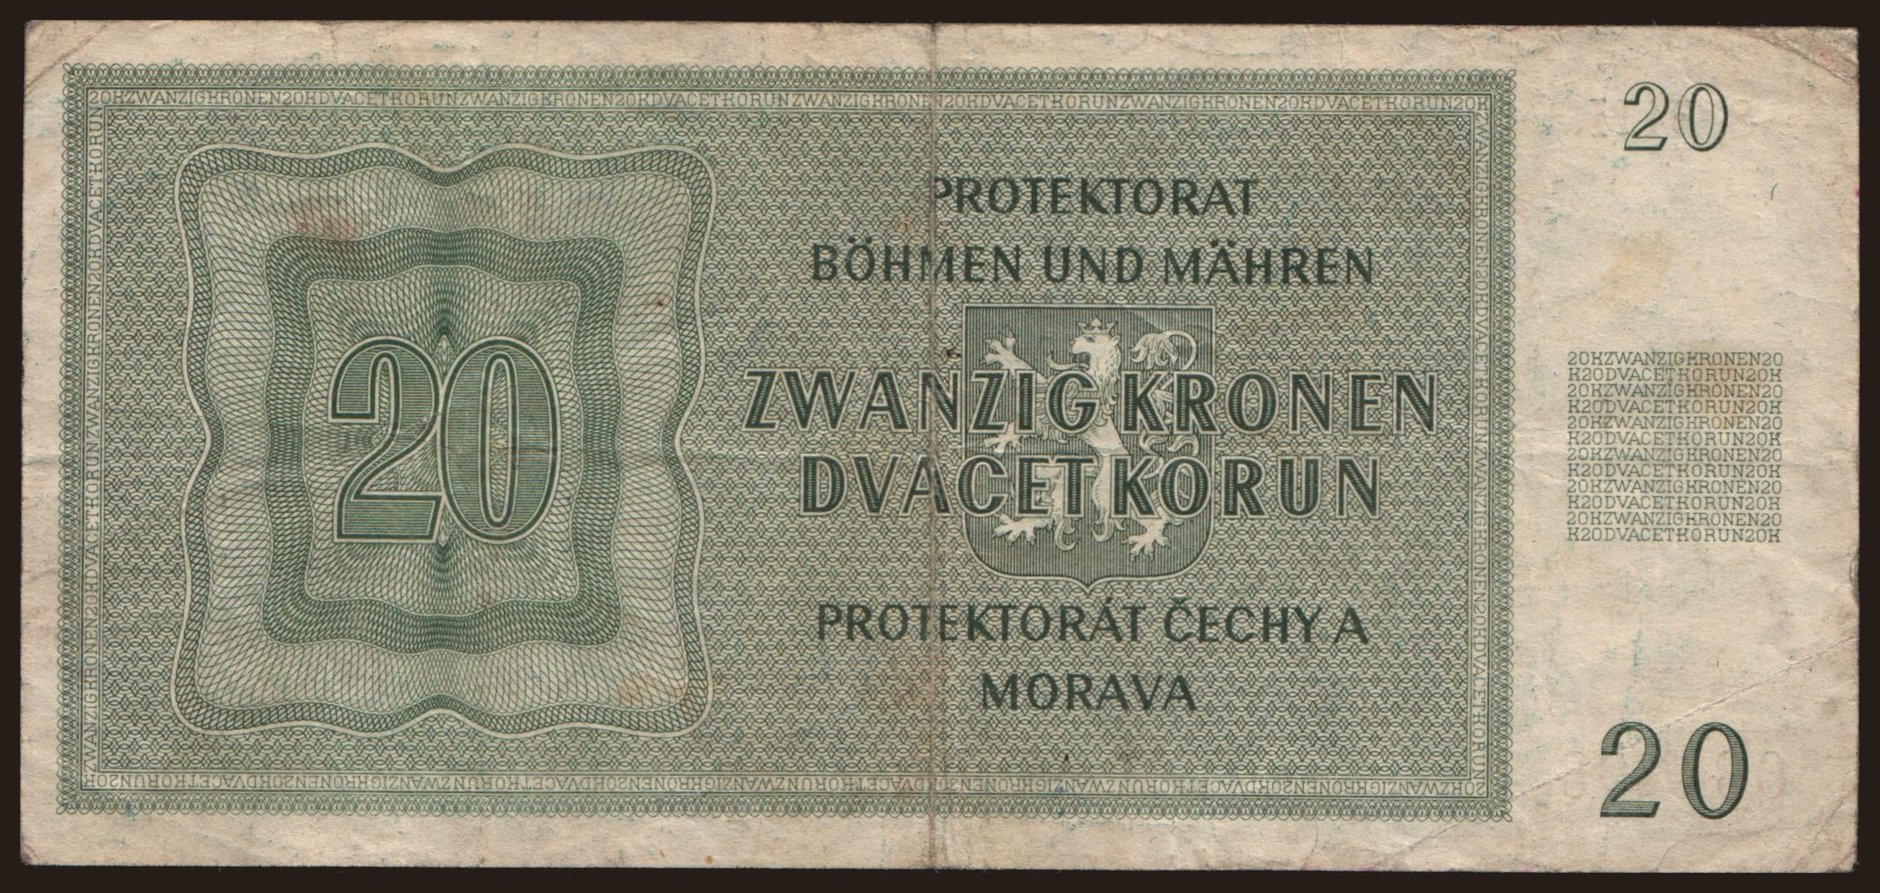 20KZWANZIGKRONEN20KDVACETKORUNZWANZIGKRONEN20KDVACETKORUNZWANZIGKRONEN20KDVACETKORUNZWANZIGKRONEN20KDVACETKORUN20K
20
PROTEKTORAT
BÖHMEN UND MÄHREN
20
ZWANZIG KRONEN
DVACET KORUN
PROTEKTORÁT ČECHY A
MORAVA
20KZWANZIGKRONEN20
K20DVACETKORUN20K
20KZWANZIGKRONEN20
K20DVACETKORUN20K
20KZWANZIGKRONEN20
K20DVACETKORUN20K
20KZWANZIGKRONEN20
K20DVACETKORUN20K
20KZWANZIGKRONEN20
K20DVACETKORUN20K
20KZWANZIGKRONEN20
K20DVACETKORUN20K
20